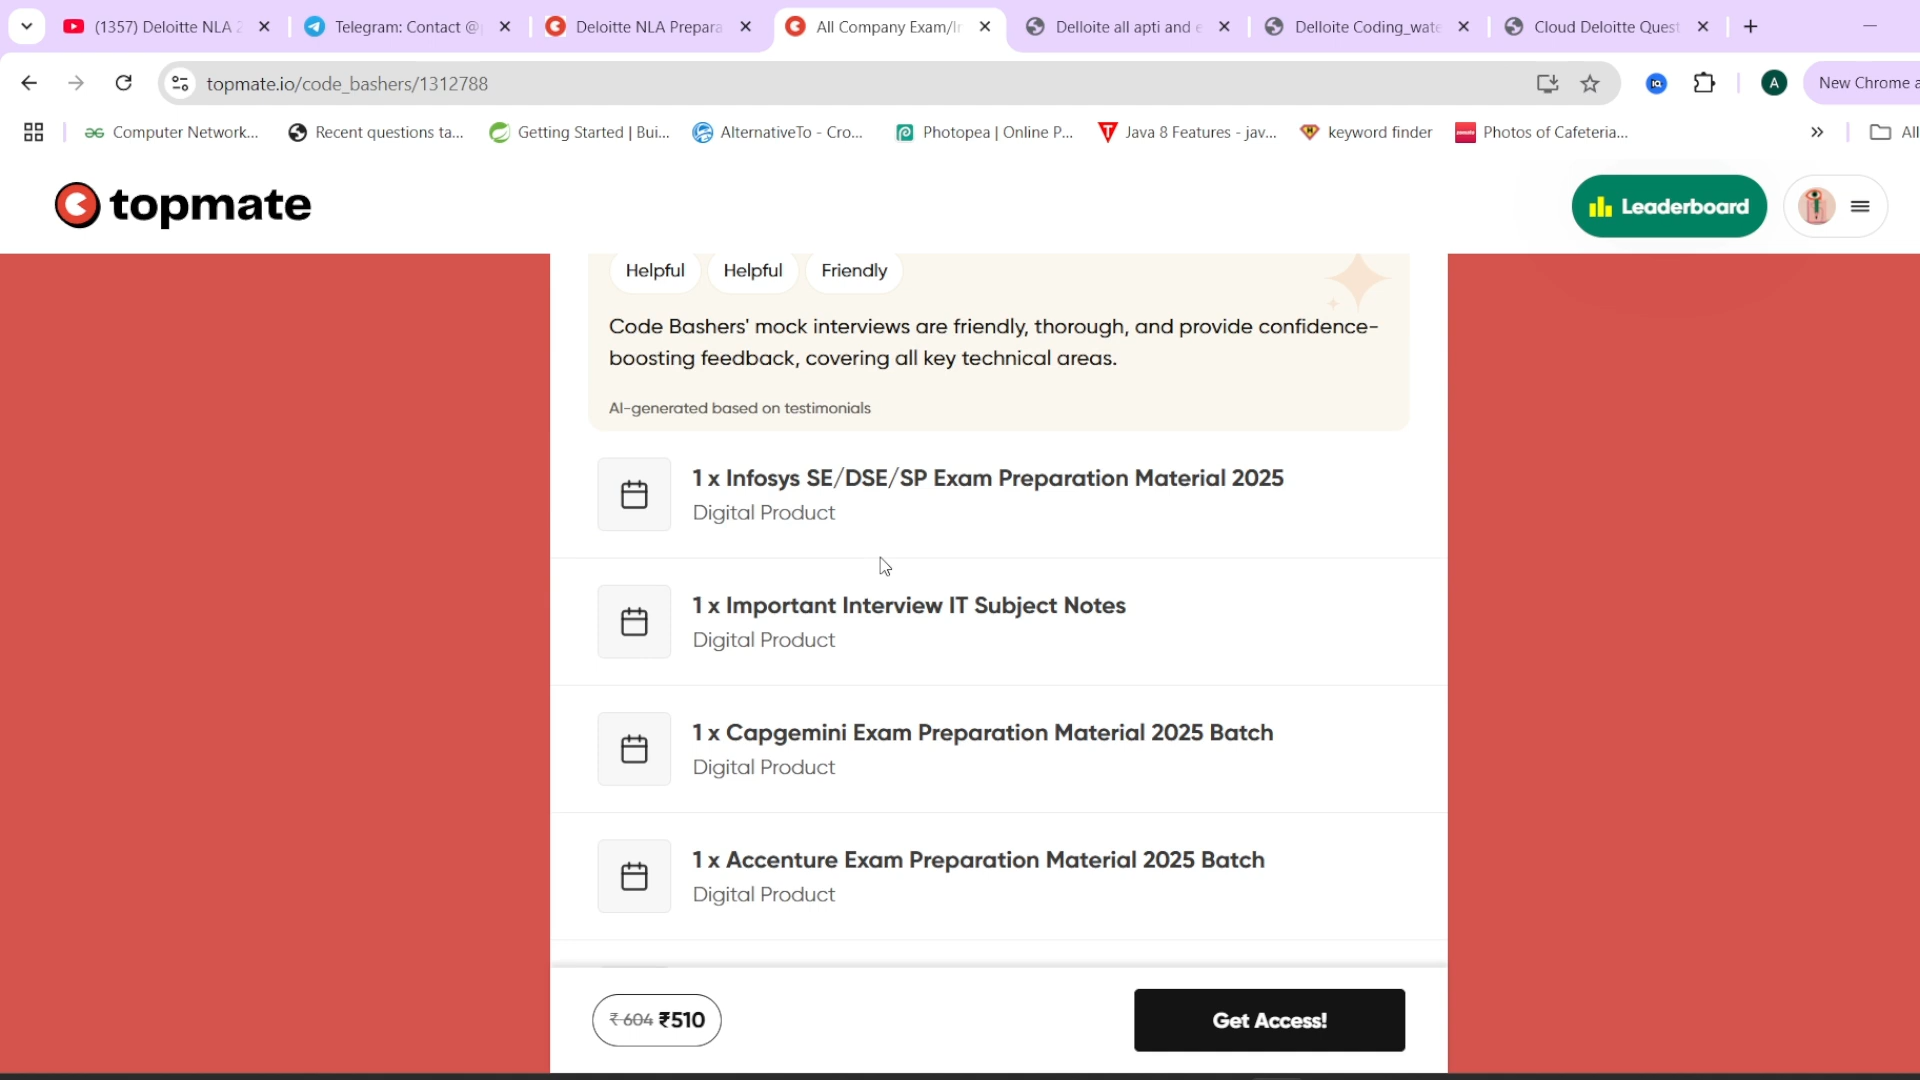 (1357) Deloitte NLA 2
Telegram: Contact @
Deloitte NLA Prepara
All Company Exam/In
Delloite all apti and e
Delloite Coding_wate
Cloud Deloitte Quest
topmate.io/code_bashers/1312788
A
New Chrome a
Computer Network...
Recent questions ta...
Getting Started | Bui...
AlternativeTo - Cro...
Photopea | Online P...
Java 8 Features - jav...
keyword finder
Photos of Cafeteria...
All
topmate
Leaderboard
Helpful
Helpful
Friendly
Code Bashers' mock interviews are friendly, thorough, and provide confidence-
boosting feedback, covering all key technical areas.
AI-generated based on testimonials
1 x Infosys SE/DSE/SP Exam Preparation Material 2025
Digital Product
1 x Important Interview IT Subject Notes
Digital Product
1 x Capgemini Exam Preparation Material 2025 Batch
Digital Product
1 x Accenture Exam Preparation Material 2025 Batch
Digital Product
₹ 604 ₹510
Get Access!